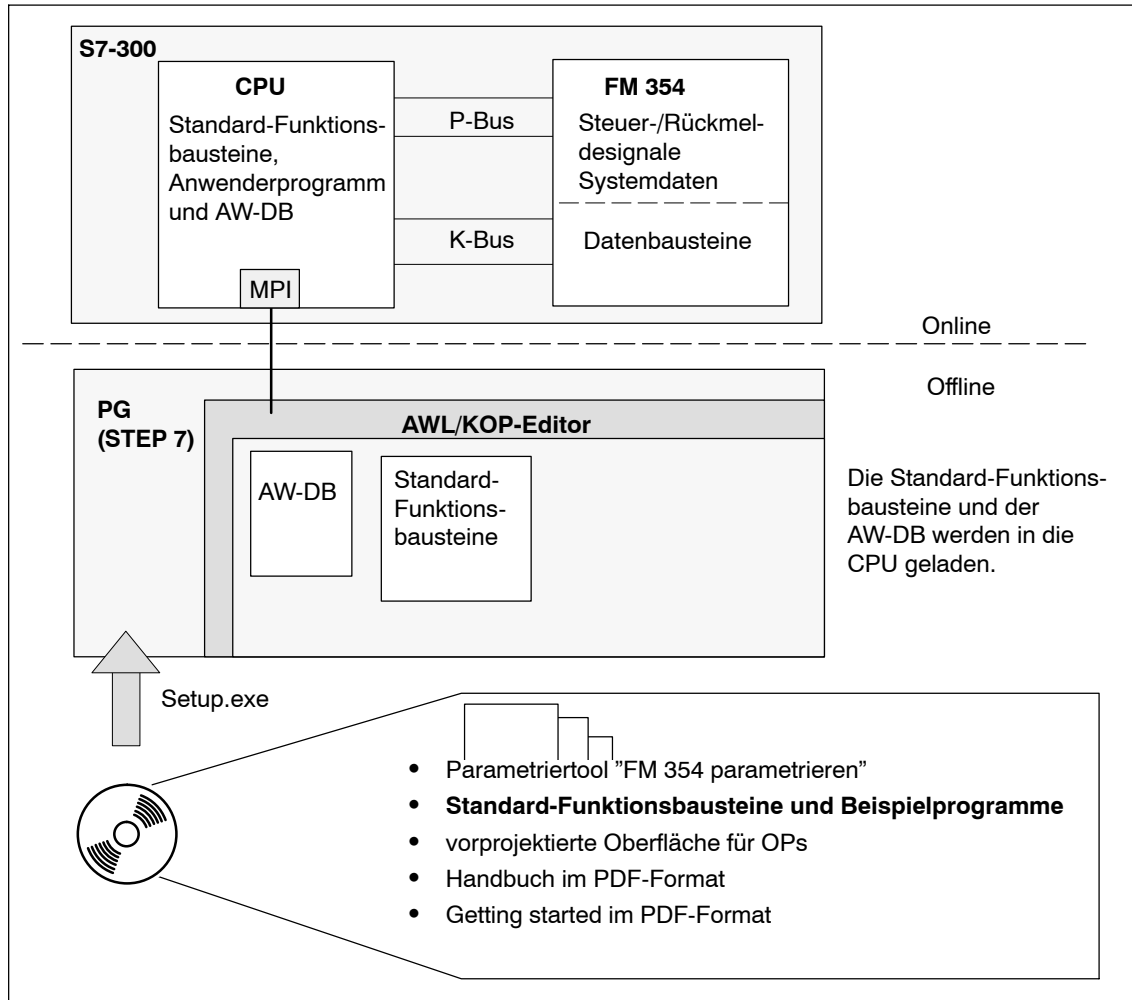 S7-300
CPU
Standard-Funktions-
bausteine,
Anwenderprogramm
und AW-DB
MPI
P-Bus
K-Bus
FM 354
Steuer-/Rückmel-
designale
Systemdaten
Datenbausteine
Online
Offline
PG
(STEP 7)
AWL/KOP-Editor
AW-DB
Standard-
Funktions-
bausteine
Die Standard-Funktions-
bausteine und der
AW-DB werden in die
CPU geladen.
Setup.exe
• Parametriertool ”FM 354 parametrieren”
• Standard-Funktionsbausteine und Beispielprogramme
• vorprojektierte Oberfläche für OPs
• Handbuch im PDF-Format
• Getting started im PDF-Format